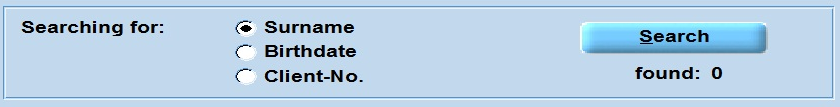 Searching for:
Surname
Birthdate
Client-No.
Search
found: 0